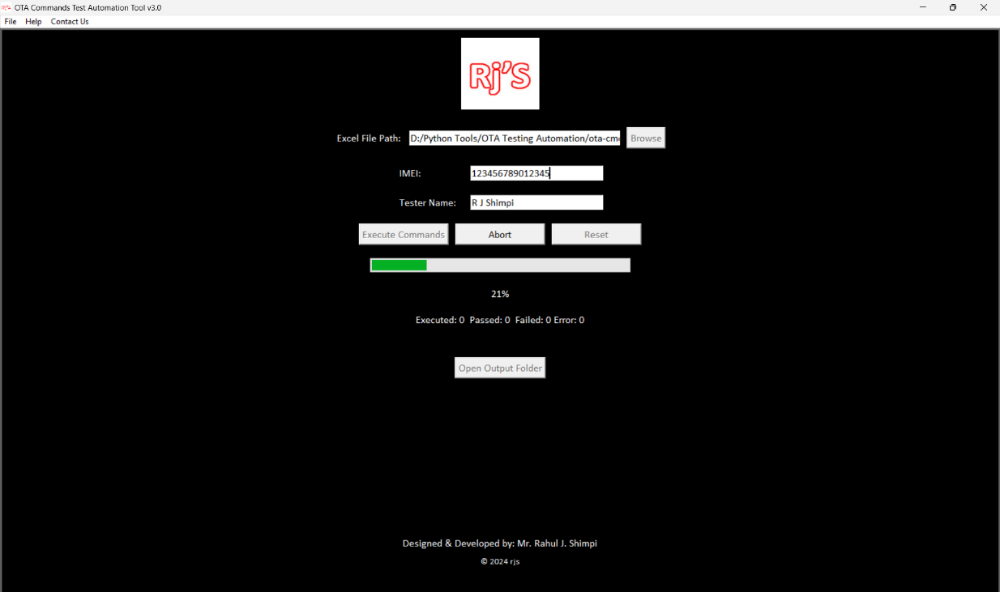 Rj's OTA Commands Test Automation Tool v3.0
File Help Contact Us
Rj'S
Excel File Path: D:/Python Tools/OTA Testing Automation/ota-cm Browse
IMEI: 123456789012345
Tester Name: R J Shimpi
Execute Commands Abort Reset
21%
Executed: 0 Passed: 0 Failed: 0 Error: 0
Open Output Folder
Designed & Developed by: Mr. Rahul J. Shimpi
© 2024 rjs